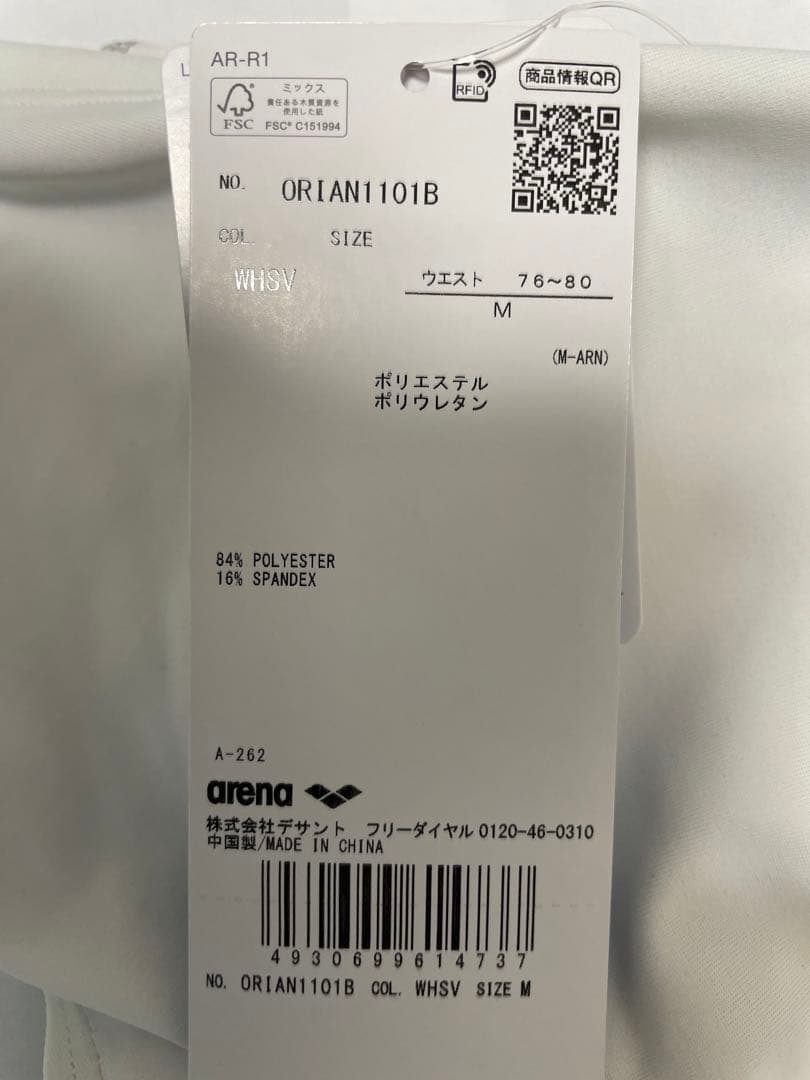 L
AR-R1
RFID
商品情報QR
ミックス
責任ある木質資源を
使用した紙
FSC
FSC® C151994
NO. ORIAN1101B
COL. SIZE
WHSV ウエスト 76～80
M
(M-ARN)
ポリエステル
ポリウレタン
84% POLYESTER
16% SPANDEX
A-262
arena
株式会社デサント フリーダイヤル 0120-46-0310
中国製/MADE IN CHINA
4930699614737
NO. ORIAN1101B COL. WHSV SIZE M